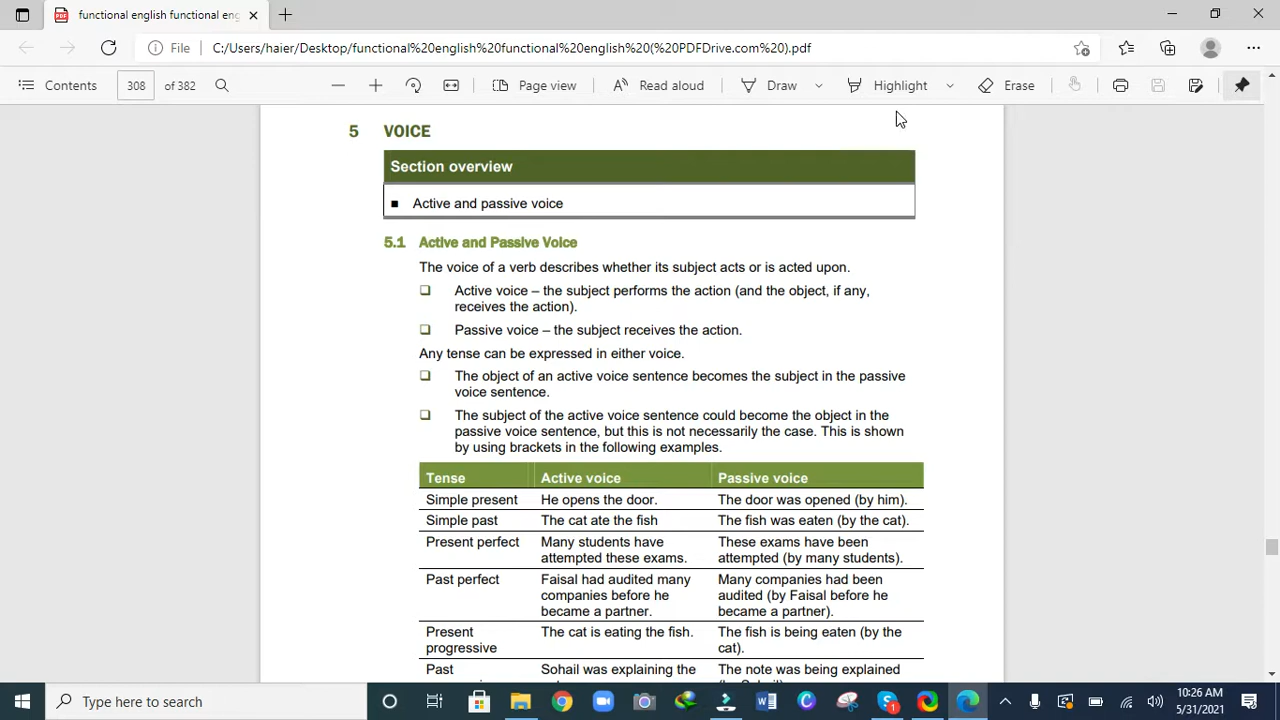 functional english functional eng
File
C:/Users/haier/Desktop/functional%20english%20functional%20english%20(%20PDFDrive.com%20).pdf
Contents
308 of 382
Page view
Read aloud
Draw
Highlight
Erase
5 VOICE
Section overview
■ Active and passive voice
5.1 Active and Passive Voice
The voice of a verb describes whether its subject acts or is acted upon.
❑ Active voice – the subject performs the action (and the object, if any,
receives the action).
❑ Passive voice – the subject receives the action.
Any tense can be expressed in either voice.
❑ The object of an active voice sentence becomes the subject in the passive
voice sentence.
❑ The subject of the active voice sentence could become the object in the
passive voice sentence, but this is not necessarily the case. This is shown
by using brackets in the following examples.
Tense Active voice Passive voice
Simple present He opens the door. The door was opened (by him).
Simple past The cat ate the fish The fish was eaten (by the cat).
Present perfect Many students have These exams have been
attempted these exams. attempted (by many students).
Past perfect Faisal had audited many Many companies had been
companies before he audited (by Faisal before he
became a partner. became a partner).
Present The cat is eating the fish. The fish is being eaten (by the
progressive cat).
Past Sohail was explaining the The note was being explained
Type here to search
10:26 AM
5/31/2021